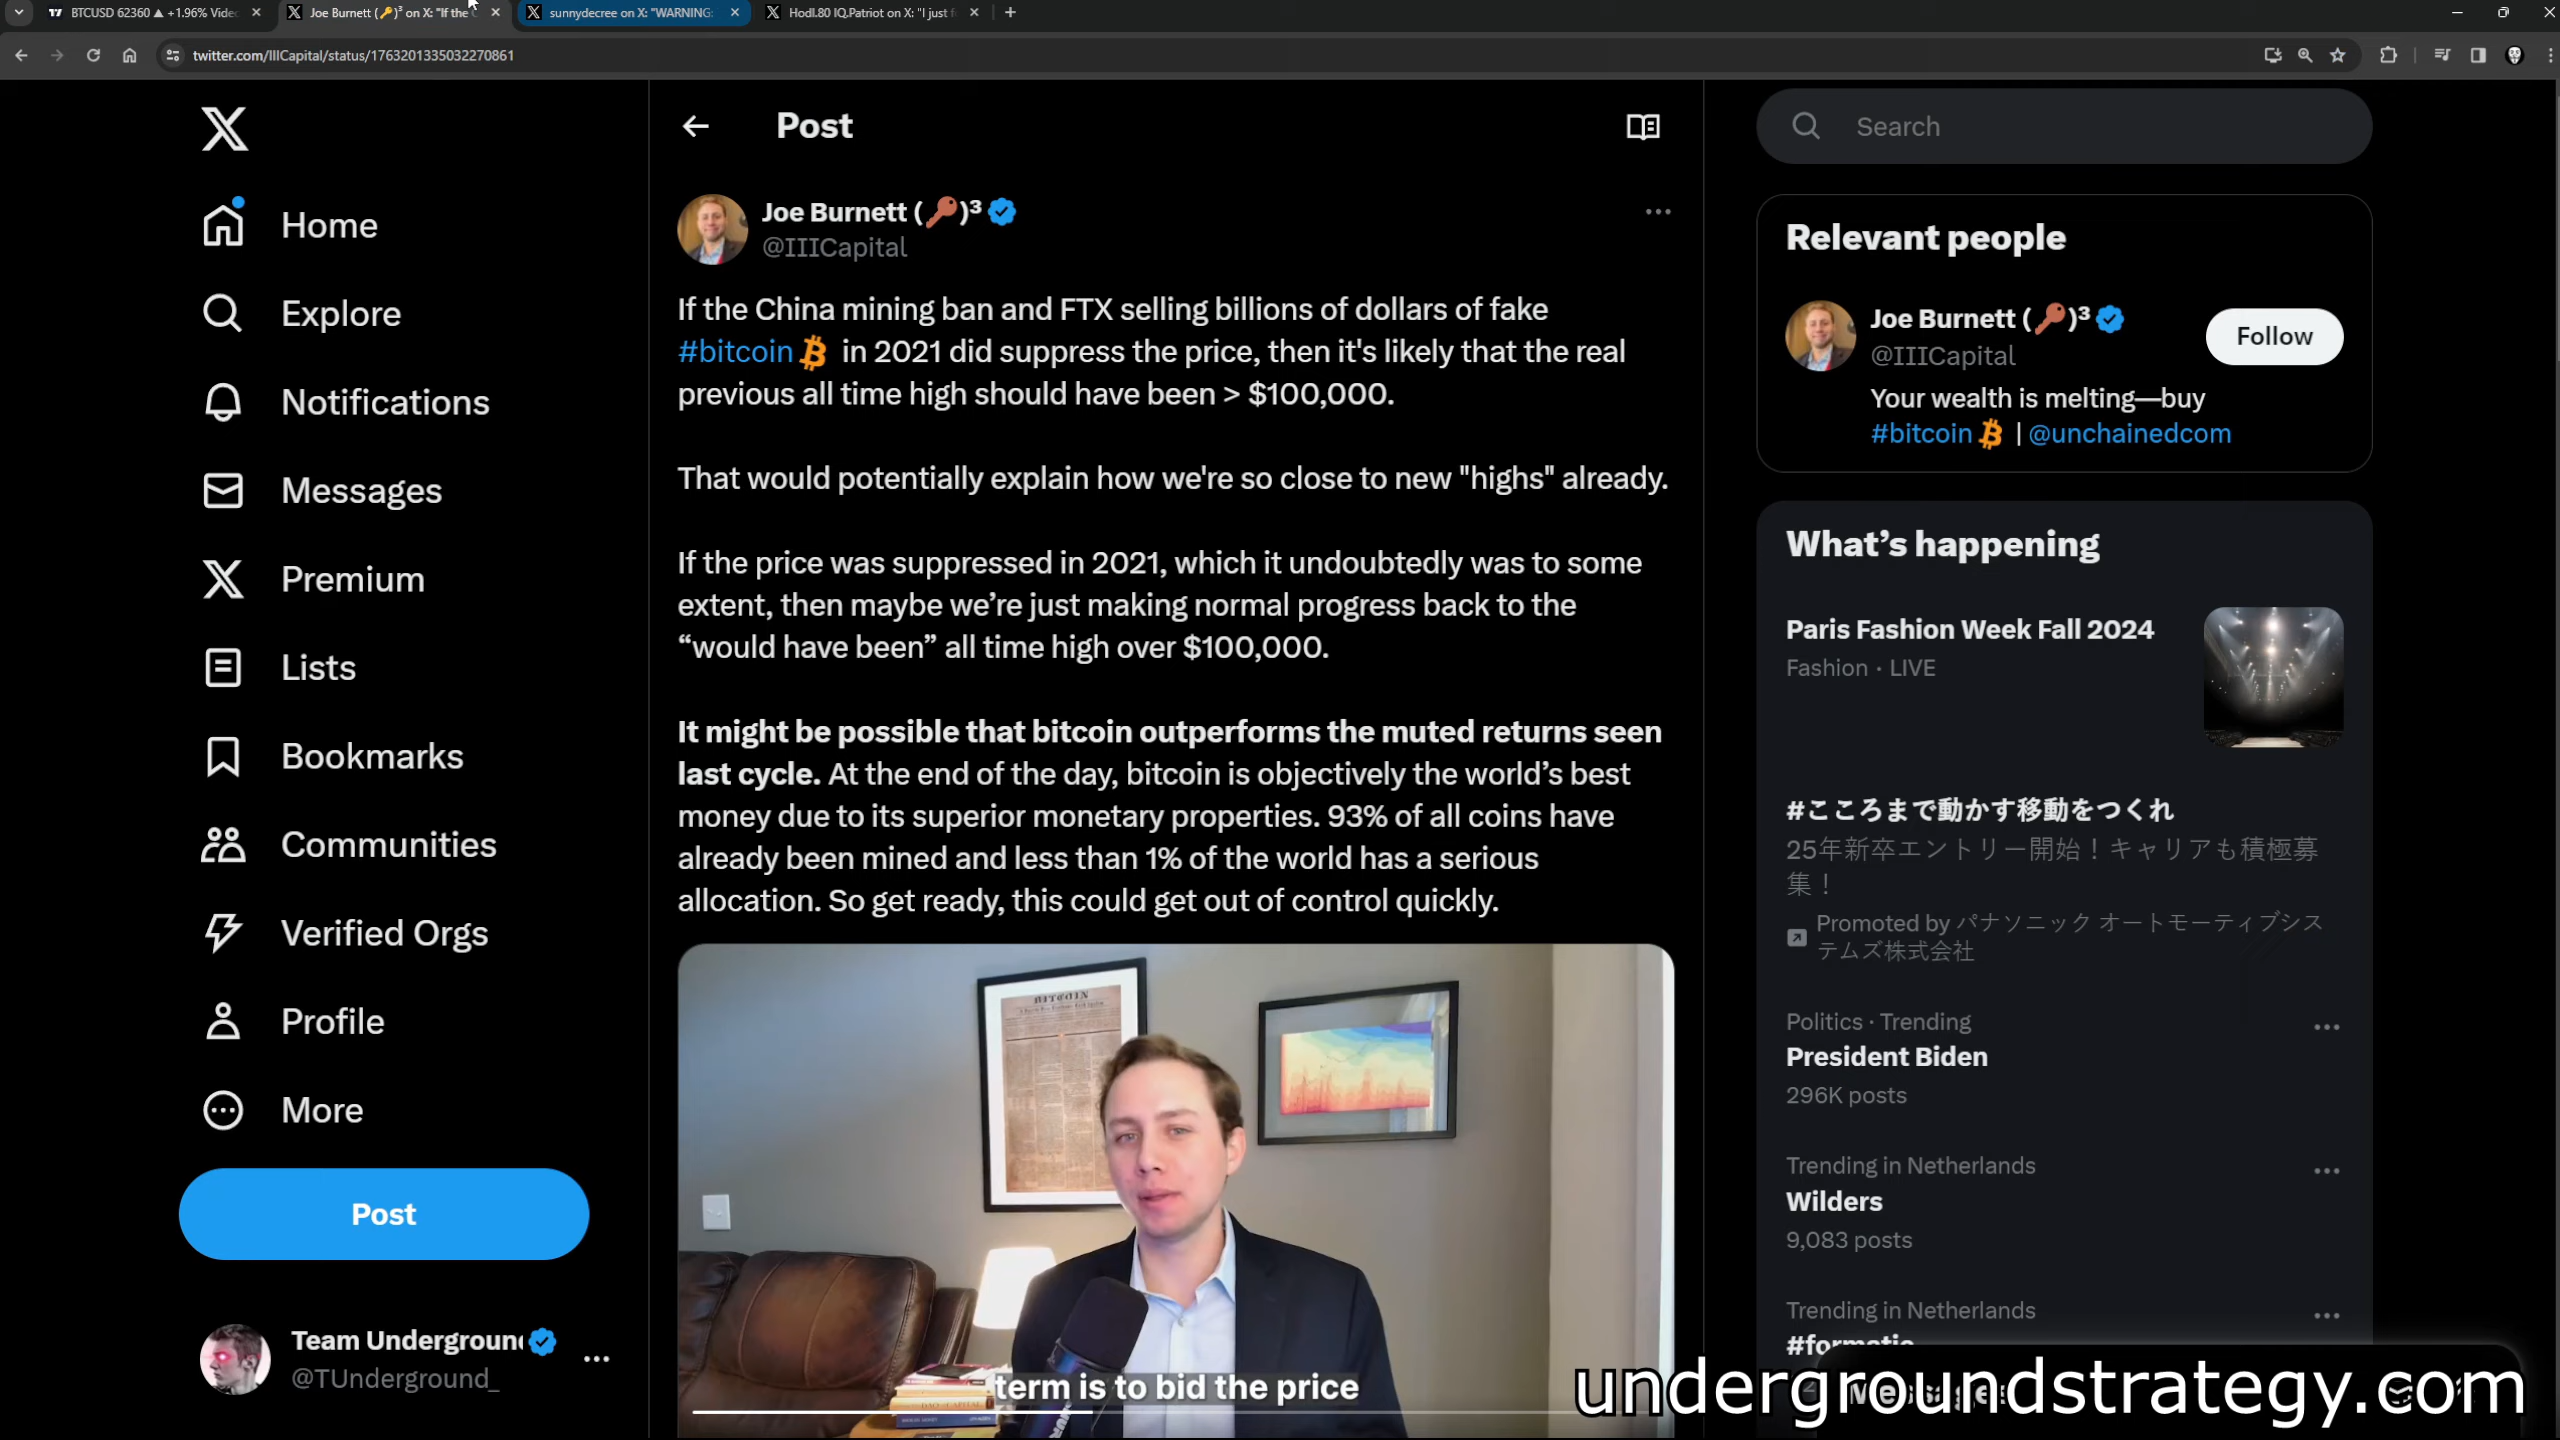 BTCUSD 62360 ▲ +1.96% Videc
Joe Burnett (🔑)³ on X: "If the C
sunnydecree on X: "WARNING:
Hodl.80 IQ.Patriot on X: "I just f
twitter.com/IIICapital/status/1763201335032270861
Home
Explore
Notifications
Messages
Premium
Lists
Bookmarks
Communities
Verified Orgs
Profile
More
Post
Team Underground
@TUnderground_
Post
Joe Burnett (🔑)³
@IIICapital
If the China mining ban and FTX selling billions of dollars of fake
#bitcoin in 2021 did suppress the price, then it's likely that the real
previous all time high should have been > $100,000.
That would potentially explain how we're so close to new "highs" already.
If the price was suppressed in 2021, which it undoubtedly was to some
extent, then maybe we’re just making normal progress back to the
“would have been” all time high over $100,000.
It might be possible that bitcoin outperforms the muted returns seen
last cycle. At the end of the day, bitcoin is objectively the world’s best
money due to its superior monetary properties. 93% of all coins have
already been mined and less than 1% of the world has a serious
allocation. So get ready, this could get out of control quickly.
BITCOIN
term is to bid the price
Search
Relevant people
Joe Burnett (🔑)³
@IIICapital
Follow
Your wealth is melting—buy
#bitcoin | @unchainedcom
What’s happening
Paris Fashion Week Fall 2024
Fashion · LIVE
#こころまで動かす移動をつくれ
25年新卒エントリー開始！キャリアも積極募
集！
Promoted by パナソニック オートモーティブシス
テムズ株式会社
Politics · Trending
President Biden
296K posts
Trending in Netherlands
Wilders
9,083 posts
Trending in Netherlands
undergroundstrategy.com